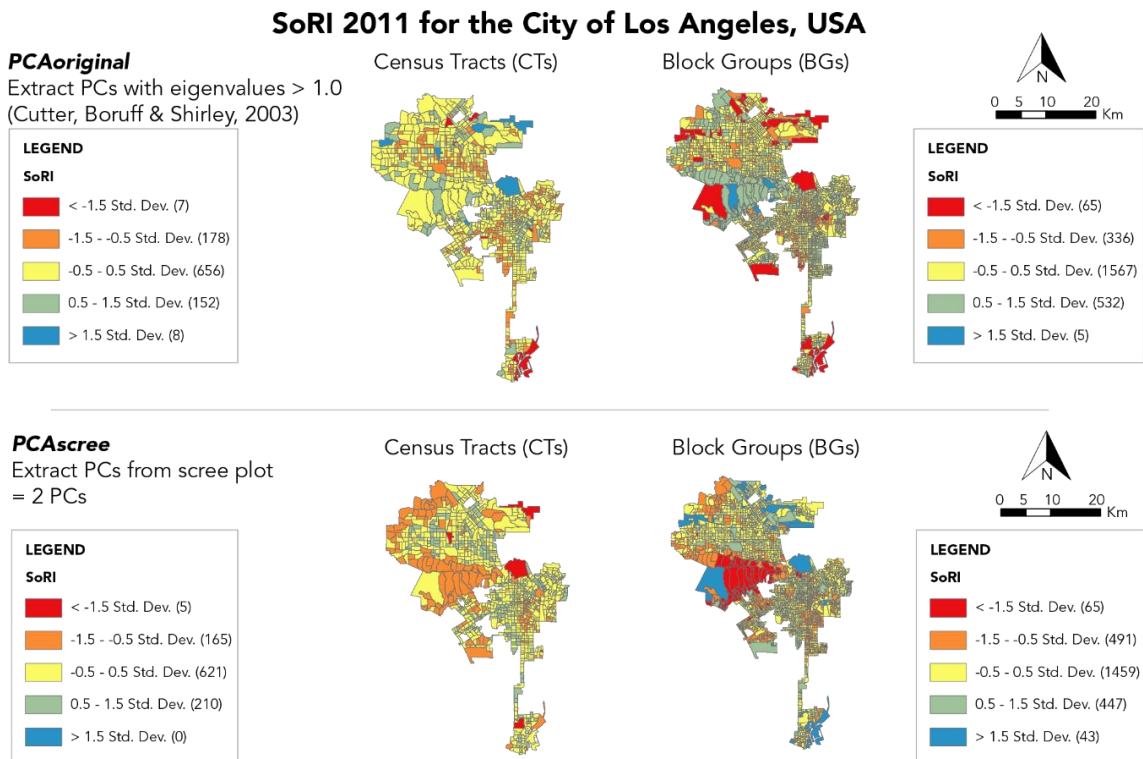 SoRI 2011 for the City of Los Angeles, USA
PCAoriginal
Extract PCs with eigenvalues > 1.0
(Cutter, Boruff & Shirley, 2003)
Census Tracts (CTs)
Block Groups (BGs)
N
0 5 10 20
Km
LEGEND
SoRI
< -1.5 Std. Dev. (7)
-1.5 - -0.5 Std. Dev. (178)
-0.5 - 0.5 Std. Dev. (656)
0.5 - 1.5 Std. Dev. (152)
> 1.5 Std. Dev. (8)
LEGEND
SoRI
< -1.5 Std. Dev. (65)
-1.5 - -0.5 Std. Dev. (336)
-0.5 - 0.5 Std. Dev. (1567)
0.5 - 1.5 Std. Dev. (532)
> 1.5 Std. Dev. (5)
PCAscree
Extract PCs from scree plot
= 2 PCs
Census Tracts (CTs)
Block Groups (BGs)
N
0 5 10 20
Km
LEGEND
SoRI
< -1.5 Std. Dev. (5)
-1.5 - -0.5 Std. Dev. (165)
-0.5 - 0.5 Std. Dev. (621)
0.5 - 1.5 Std. Dev. (210)
> 1.5 Std. Dev. (0)
LEGEND
SoRI
< -1.5 Std. Dev. (65)
-1.5 - -0.5 Std. Dev. (491)
-0.5 - 0.5 Std. Dev. (1459)
0.5 - 1.5 Std. Dev. (447)
> 1.5 Std. Dev. (43)